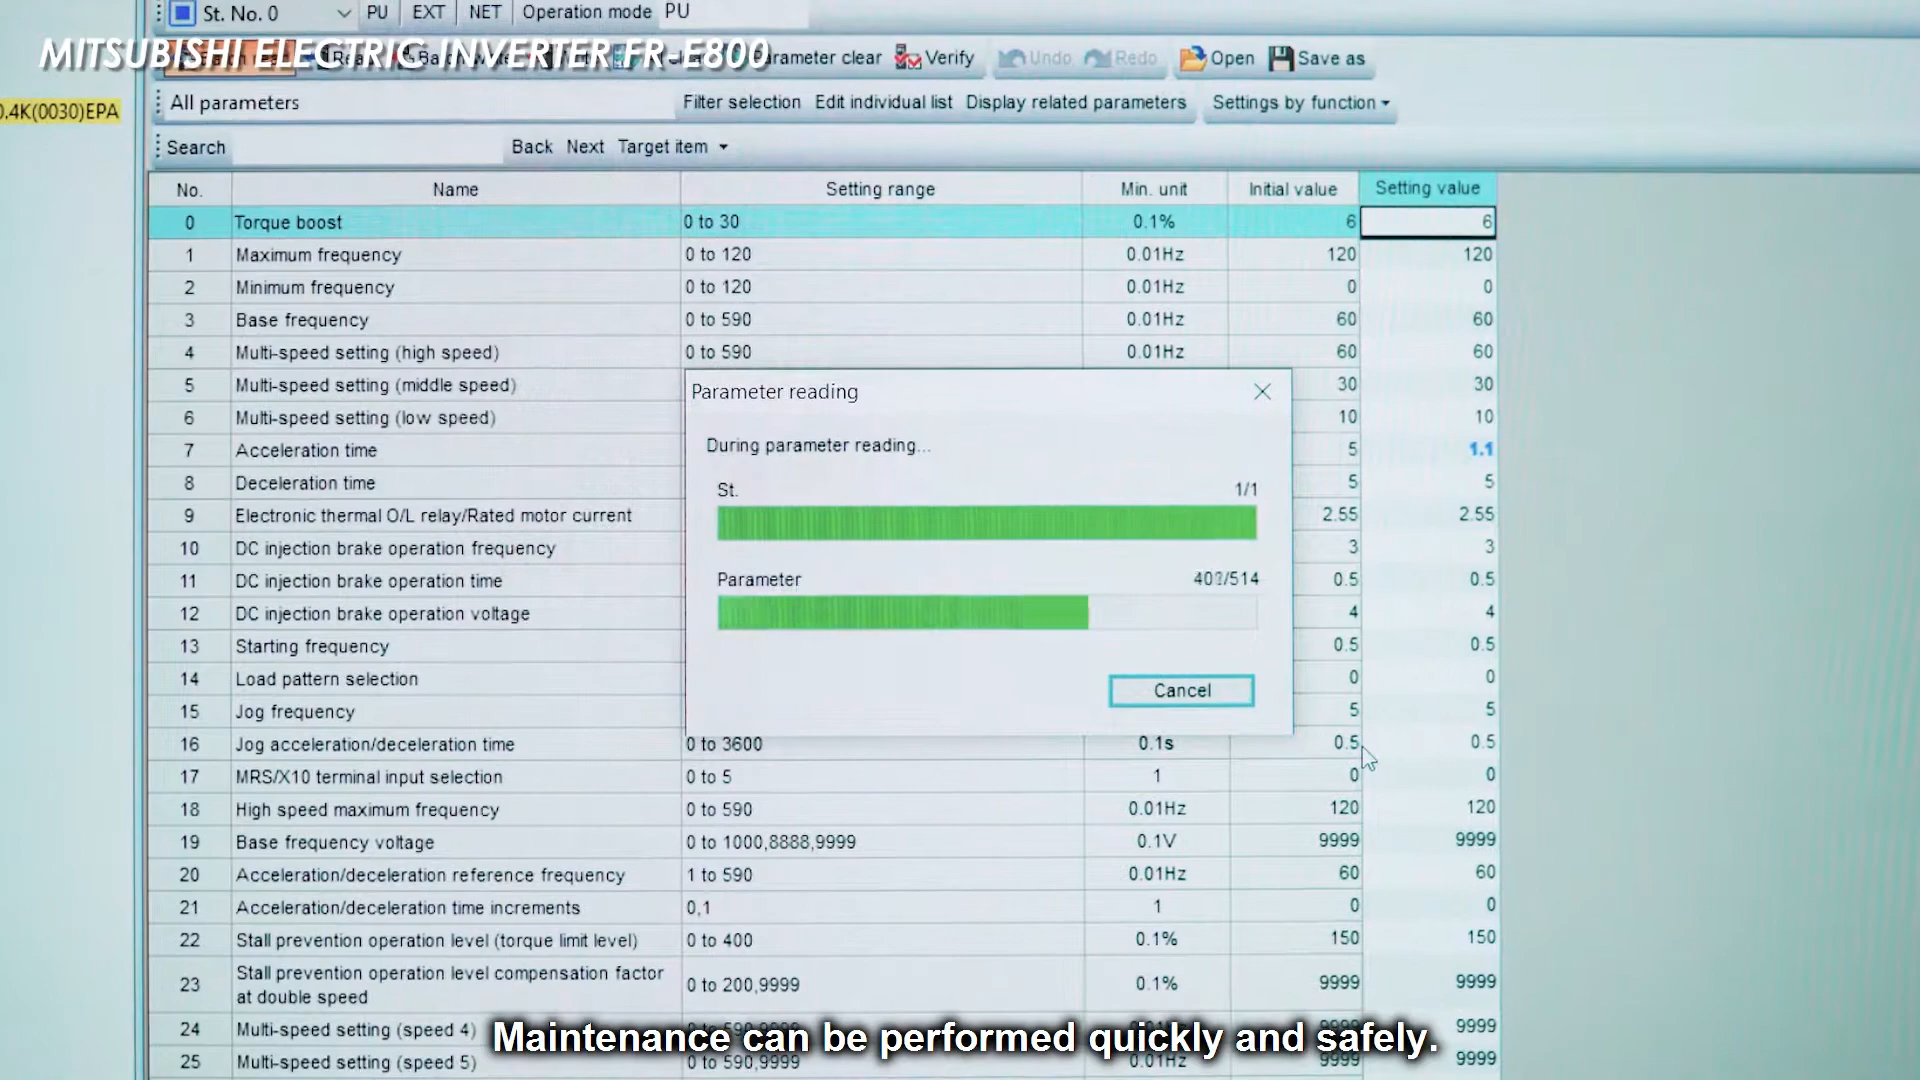 St. No. 0 PU EXT NET Operation mode PU
MITSUBISHI ELECTRIC INVERTER FR-E800
Parameter clear Verify Undo Redo Open Save as
0.4K(0030)EPA
All parameters Filter selection Edit individual list Display related parameters Settings by function
Search Back Next Target item
No. Name Setting range Min. unit Initial value Setting value
0 Torque boost 0 to 30 0.1% 6 6
1 Maximum frequency 0 to 120 0.01Hz 120 120
2 Minimum frequency 0 to 120 0.01Hz 0 0
3 Base frequency 0 to 590 0.01Hz 60 60
4 Multi-speed setting (high speed) 0 to 590 0.01Hz 60 60
5 Multi-speed setting (middle speed) 30 30
6 Multi-speed setting (low speed) 10 10
7 Acceleration time 5 1.1
8 Deceleration time 5 5
9 Electronic thermal O/L relay/Rated motor current 2.55 2.55
10 DC injection brake operation frequency 3 3
11 DC injection brake operation time 0.5 0.5
12 DC injection brake operation voltage 4 4
13 Starting frequency 0.5 0.5
14 Load pattern selection 0 0
15 Jog frequency 5 5
16 Jog acceleration/deceleration time 0 to 3600 0.1s 0.5 0.5
17 MRS/X10 terminal input selection 0 to 5 1 0 0
18 High speed maximum frequency 0 to 590 0.01Hz 120 120
19 Base frequency voltage 0 to 1000,8888,9999 0.1V 9999 9999
20 Acceleration/deceleration reference frequency 1 to 590 0.01Hz 60 60
21 Acceleration/deceleration time increments 0,1 1 0 0
22 Stall prevention operation level (torque limit level) 0 to 400 0.1% 150 150
23 Stall prevention operation level compensation factor at double speed 0 to 200,9999 0.1% 9999 9999
24 Multi-speed setting (speed 4) 0 to 590,9999 9999 9999
25 Multi-speed setting (speed 5) 0 to 590,9999 0.01Hz 9999 9999
Parameter reading
During parameter reading...
St. 1/1
Parameter /514
Cancel
Maintenance can be performed quickly and safely.